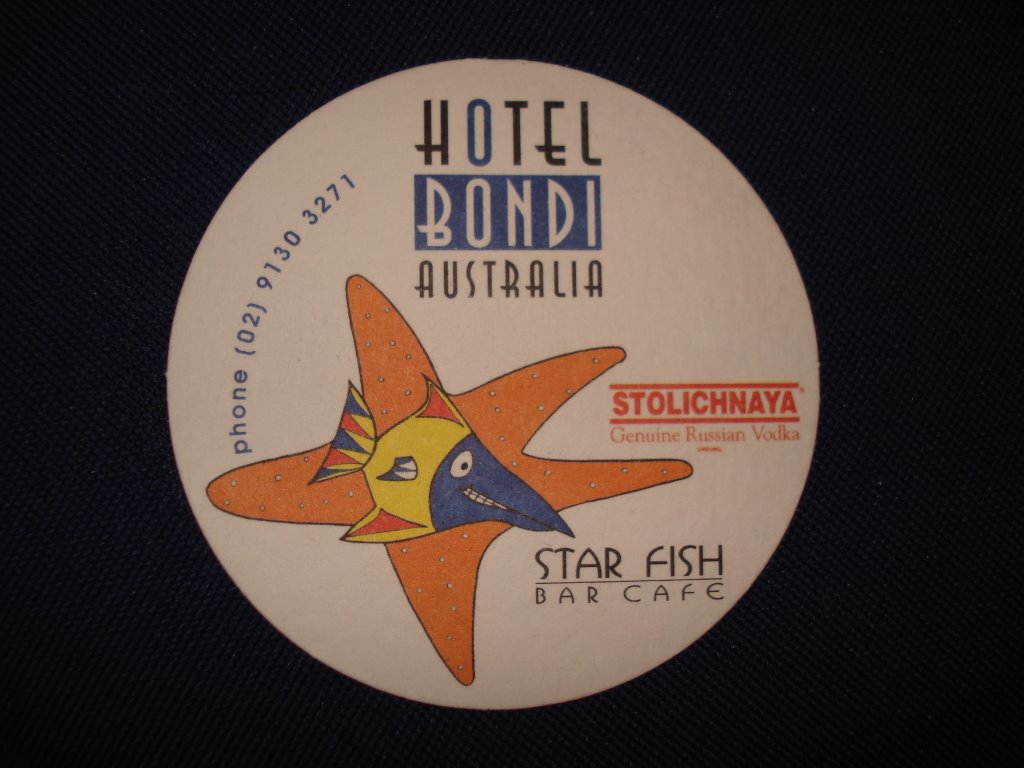 HOTEL
BONDI
AUSTRALIA
phone (02) 9130 3271
STOLICHNAYA
Genuine Russian Vodka
STAR FISH
BAR CAFE